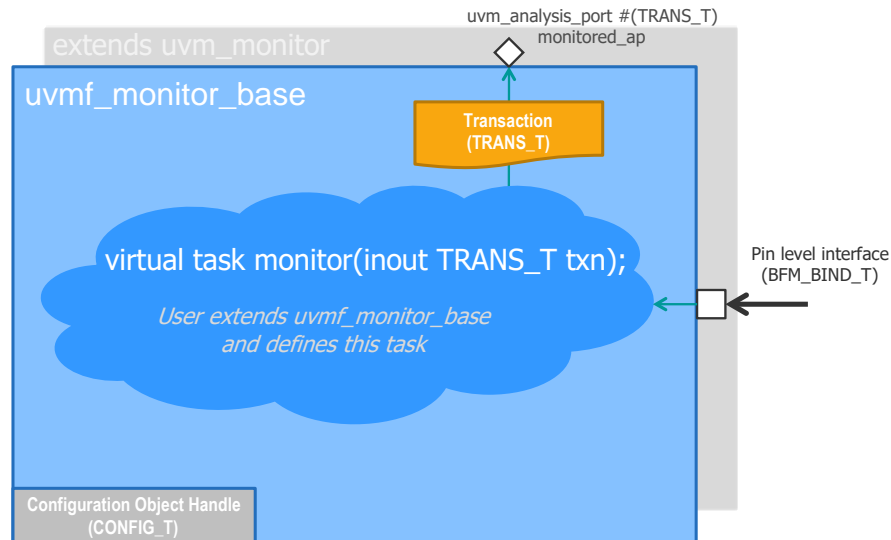 uvm_analysis_port #(TRANS_T)
monitored_ap
extends uvm_monitor
uvmf_monitor_base
Transaction
(TRANS_T)
virtual task monitor(inout TRANS_T txn);
User extends uvmf_monitor_base
and defines this task
Pin level interface
(BFM_BIND_T)
Configuration Object Handle
(CONFIG_T)